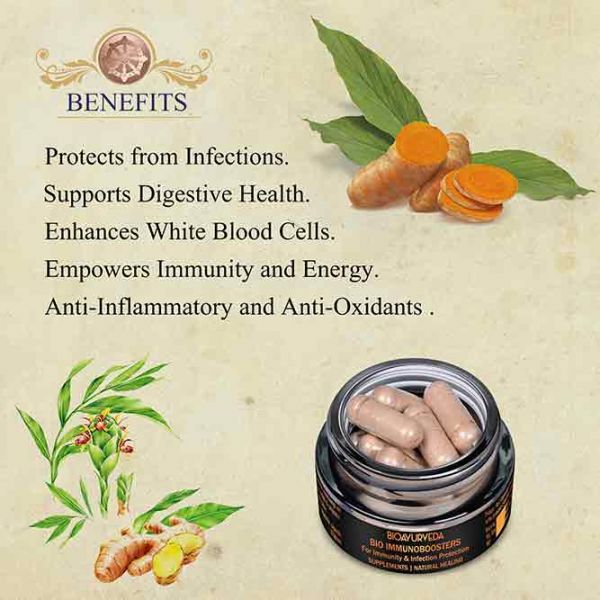 BENEFITS
Protects from Infections.
Supports Digestive Health.
Enhances White Blood Cells.
Empowers Immunity and Energy.
Anti-Inflammatory and Anti-Oxidants .
BIOAYURVEDA
BIO IMMUNOBOOSTERS
For Immunity & Infection Protection
SUPPLEMENTS | NATURAL HEALING